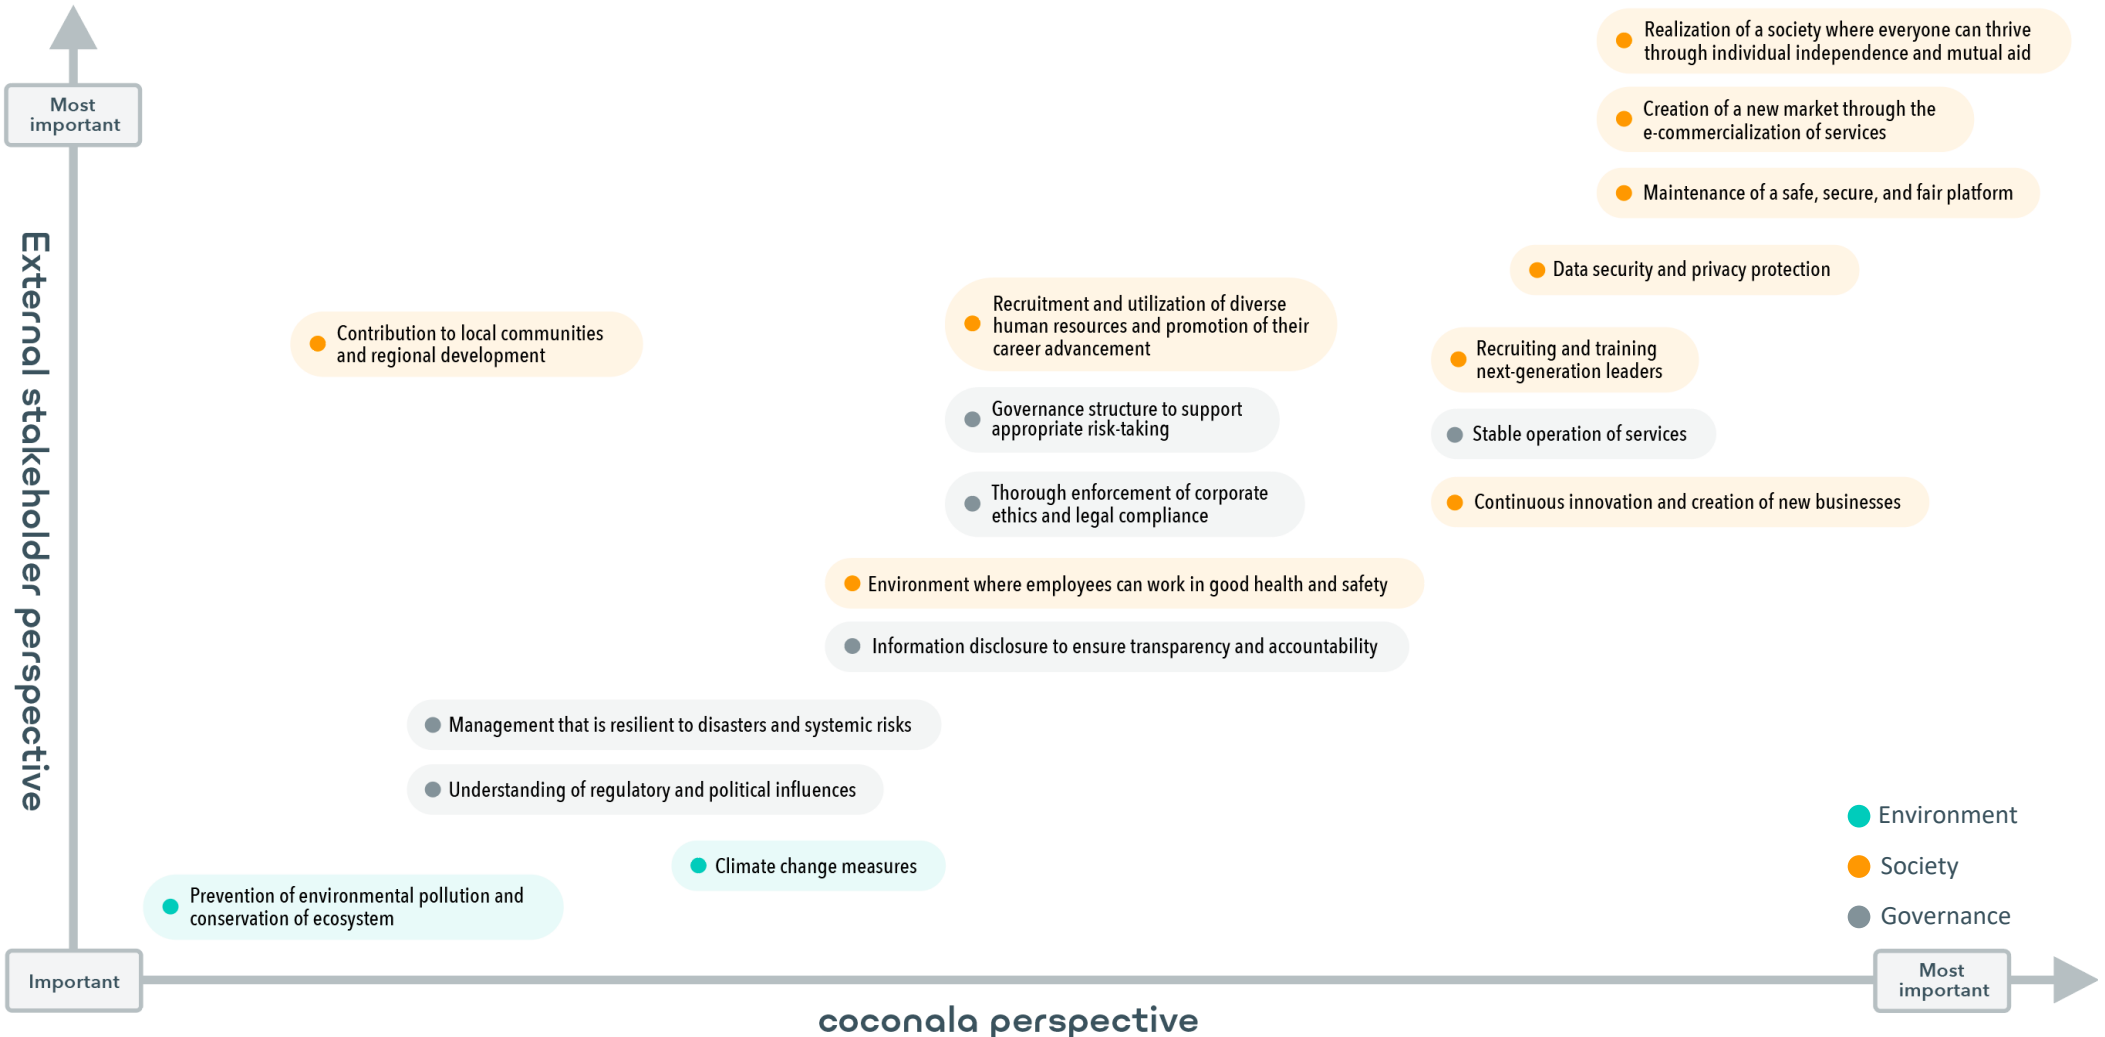 Most
important
External stakeholder perspective
Important
Realization of a society where everyone can thrive
through individual independence and mutual aid
Creation of a new market through the
e-commercialization of services
Maintenance of a safe, secure, and fair platform
Data security and privacy protection
Contribution to local communities
and regional development
Recruitment and utilization of diverse
human resources and promotion of their
career advancement
Recruiting and training
next-generation leaders
Governance structure to support
appropriate risk-taking
Stable operation of services
Thorough enforcement of corporate
ethics and legal compliance
Continuous innovation and creation of new businesses
Environment where employees can work in good health and safety
Information disclosure to ensure transparency and accountability
Management that is resilient to disasters and systemic risks
Understanding of regulatory and political influences
Climate change measures
Prevention of environmental pollution and
conservation of ecosystem
Environment
Society
Governance
Most
important
coconala perspective